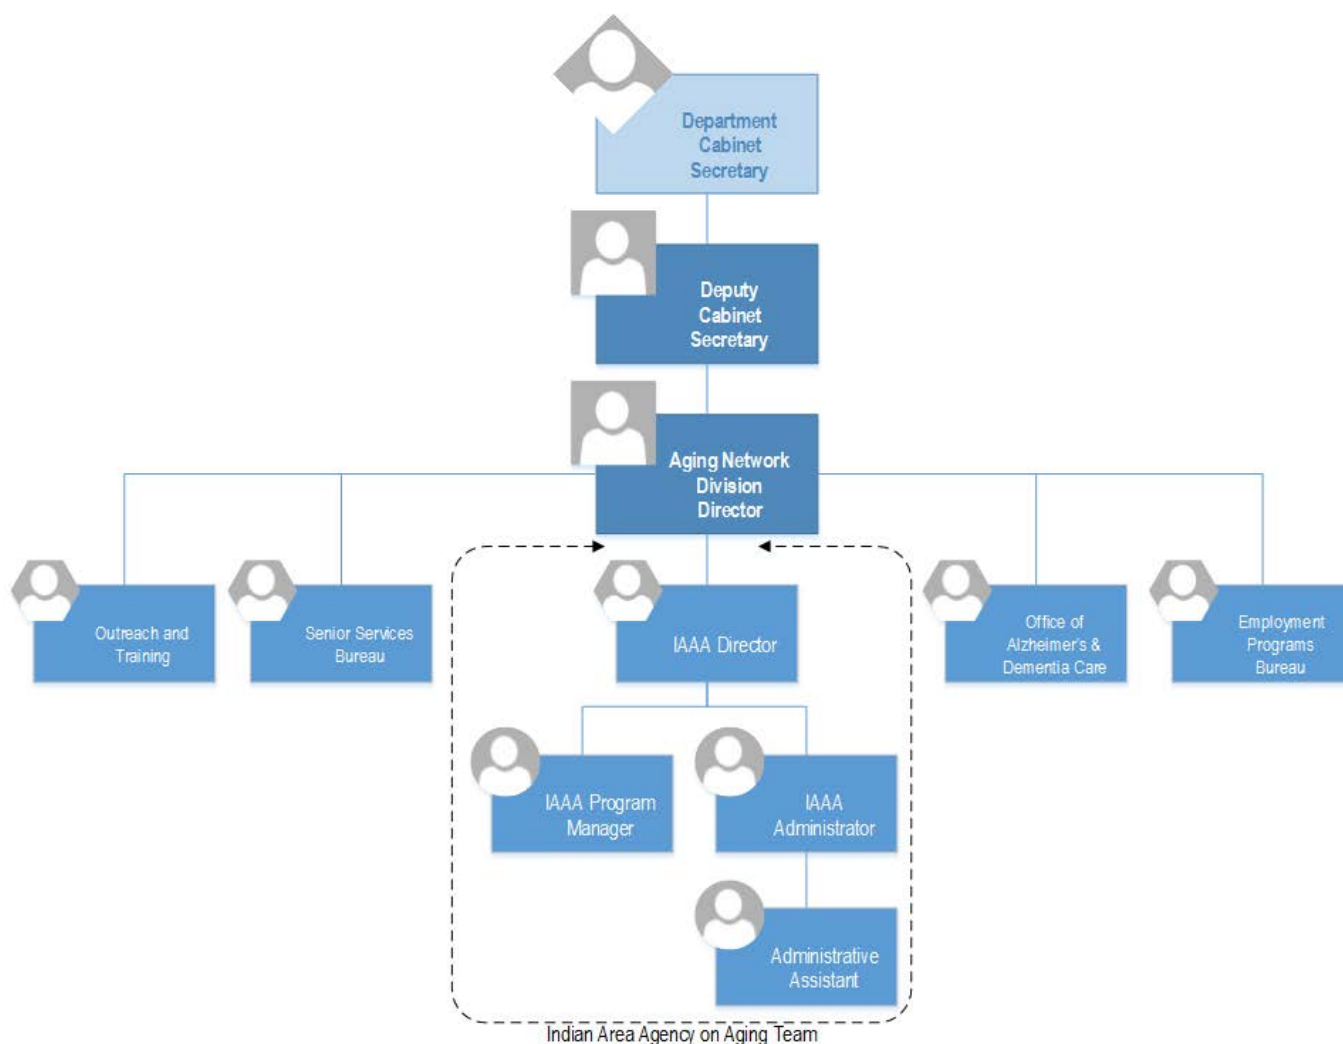 Department
Cabinet
Secretary
Deputy
Cabinet
Secretary
Aging Network
Division
Director
Outreach and
Training
Senior Services
Bureau
IAAA Director
Office of
Alzheimer's &
Dementia Care
Employment
Programs
Bureau
IAAA Program
Manager
IAAA
Administrator
Administrative
Assistant
Indian Area Agency on Aging Team